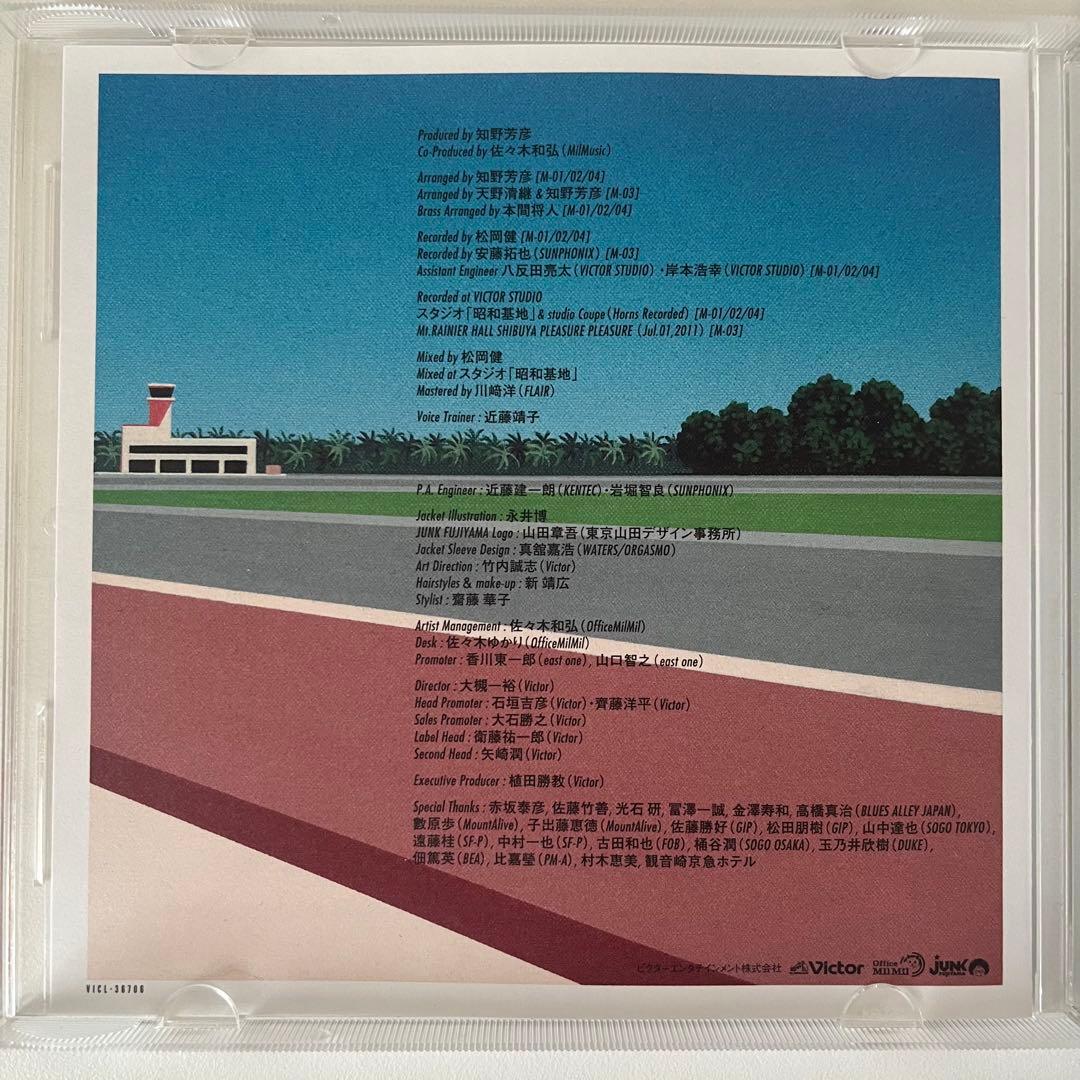 Produced by 知野芳彦
Co-Produced by 佐々木和弘 (MilMusic)
Arranged by 知野芳彦 [M-01/02/04]
Arranged by 天野清継 & 知野芳彦 [M-03]
Brass Arranged by 本間将人 [M-01/02/04]
Recorded by 松岡健 [M-01/02/04]
Recorded by 安藤拓也 (SUNPHONIX) [M-03]
Assistant Engineer 八反田亮太 (VICTOR STUDIO)・岸本浩幸 (VICTOR STUDIO) [M-01/02/04]
Recorded at VICTOR STUDIO
スタジオ「昭和基地」& studio Coupe (Horns Recorded) [M-01/02/04]
Mt.RAINIER HALL SHIBUYA PLEASURE PLEASURE (Jul.01,2011) [M-03]
Mixed by 松岡健
Mixed at スタジオ「昭和基地」
Mastered by 川﨑洋 (FLAIR)
Voice Trainer : 近藤靖子
P.A. Engineer : 近藤建一朗 (KENTEC)・岩堀智良 (SUNPHONIX)
Jacket Illustration : 永井博
JUNK FUJIYAMA Logo : 山田章吾 (東京山田デザイン事務所)
Jacket Sleeve Design : 真舘嘉浩 (WATERS/ORGASMO)
Art Direction : 竹内誠志 (Victor)
Hairstyles & make-up : 新 靖広
Stylist : 齋藤 華子
Artist Management : 佐々木和弘 (OfficeMilMil)
Desk : 佐々木ゆかり (OfficeMilMil)
Promoter : 香川東一郎 (east one), 山口智之 (east one)
Director : 大槻一裕 (Victor)
Head Promoter : 石垣吉彦 (Victor)・齊藤洋平 (Victor)
Sales Promoter : 大石勝之 (Victor)
Label Head : 衛藤祐一郎 (Victor)
Second Head : 矢崎潤 (Victor)
Executive Producer : 植田勝教 (Victor)
Special Thanks : 赤坂泰彦, 佐藤竹善, 光石 研, 冨澤一誠, 金澤寿和, 高橋真治 (BLUES ALLEY JAPAN),
數原歩 (MountAlive), 子出藤恵徳 (MountAlive), 佐藤勝好 (GIP), 松田朋樹 (GIP), 山中達也 (SOGO TOKYO),
遠藤桂 (SF-P), 中村一也 (SF-P), 古田和也 (FOB), 桶谷潤 (SOGO OSAKA), 玉乃井欣樹 (DUKE),
佃篤英 (BEA), 比嘉瑩 (PM-A), 村木恵美, 観音崎京急ホテル
ビクターエンタテインメント株式会社 Victor Office MilMil JUNK FUJIYAMA
VICL-36706